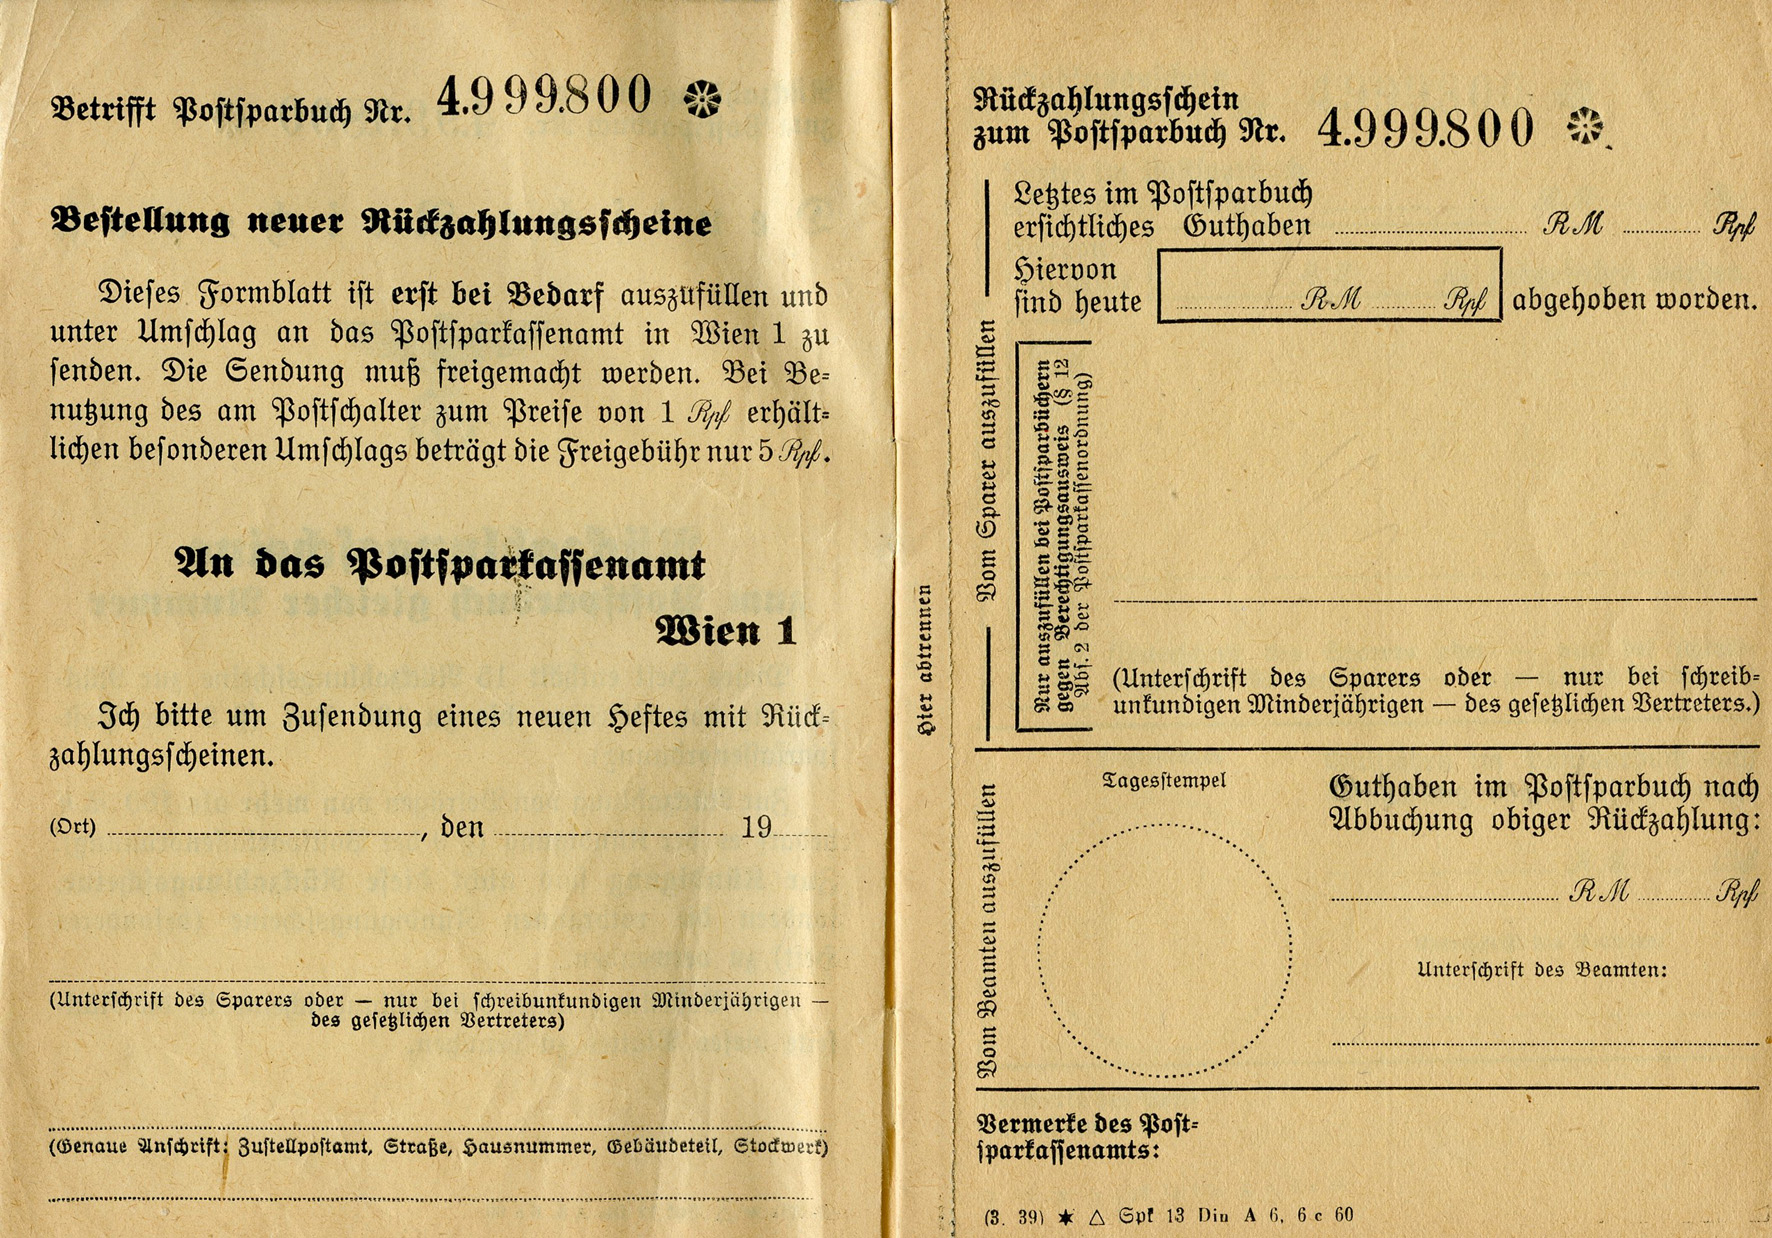 Betrifft Postsparbuch Nr. 4.999.800
Bestellung neuer Rückzahlungsscheine
Dieses Formblatt ist erst bei Bedarf auszufüllen und
unter Umschlag an das Postsparkassenamt in Wien 1 zu
senden. Die Sendung muß freigemacht werden. Bei Be-
nutzung des am Postschalter zum Preise von 1 Rpf erhält-
lichen besonderen Umschlags beträgt die Freigebühr nur 5 Rpf.
An das Postsparkassenamt
Wien 1
Ich bitte um Zusendung eines neuen Heftes mit Rück-
zahlungsscheinen.
(Ort) , den 19
(Unterschrift des Sparers oder — nur bei schreibunkundigen Minderjährigen —
des gesetzlichen Vertreters)
(Genaue Anschrift: Zustellpostamt, Straße, Hausnummer, Gebäudeteil, Stockwerk)
Hier abtrennen
Rückzahlungsschein
zum Postsparbuch Nr. 4.999.800
Vom Sparer auszufüllen
Letztes im Postsparbuch
ersichtliches Guthaben RM Rpf
Hiervon
sind heute RM Rpf abgehoben worden.
Nur auszufüllen bei Postsparbüchern
gegen Berechtigungsausweis (§ 12
Abs. 2 der Postsparkassenordnung)
(Unterschrift des Sparers oder — nur bei schreib-
unkundigen Minderjährigen — des gesetzlichen Vertreters.)
Vom Beamten auszufüllen
Tagesstempel
Guthaben im Postsparbuch nach
Abbuchung obiger Rückzahlung:
RM Rpf
Unterschrift des Beamten:
Vermerke des Post-
sparkassenamts:
(3. 39) ★ △ Spk 13 Din A 6, 6 c 60